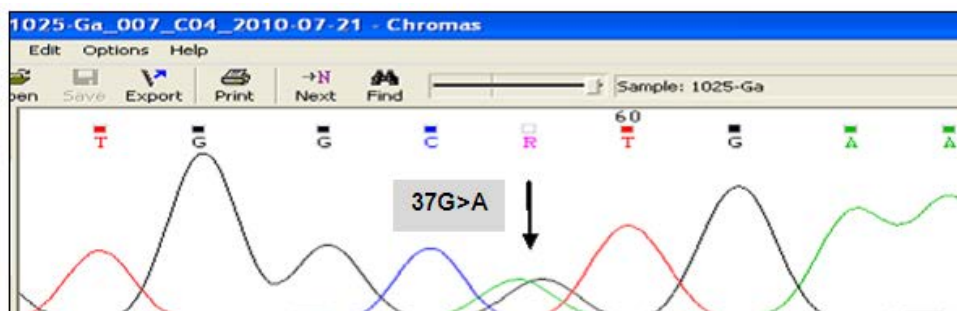 1025-Ga_007_C04_2010-07-21 - Chromas
Edit Options Help
pen Save Export Print →N Next Find Sample: 1025-Ga
60
T G G C R T G A A
37G>A